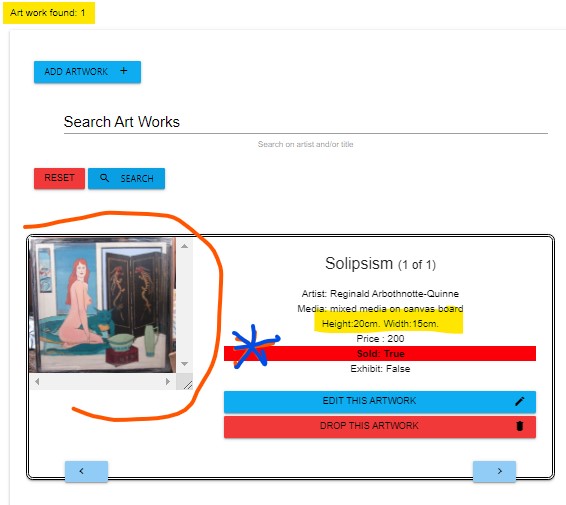 Art work found: 1
ADD ARTWORK +
Search Art Works
Search on artist and/or title
RESET SEARCH
Solipsism (1 of 1)
Artist: Reginald Arbothnotte-Quinne
Media: mixed media on canvas board
Height:20cm. Width:15cm.
Price : 200
Sold: True
Exhibit: False
EDIT THIS ARTWORK
DROP THIS ARTWORK